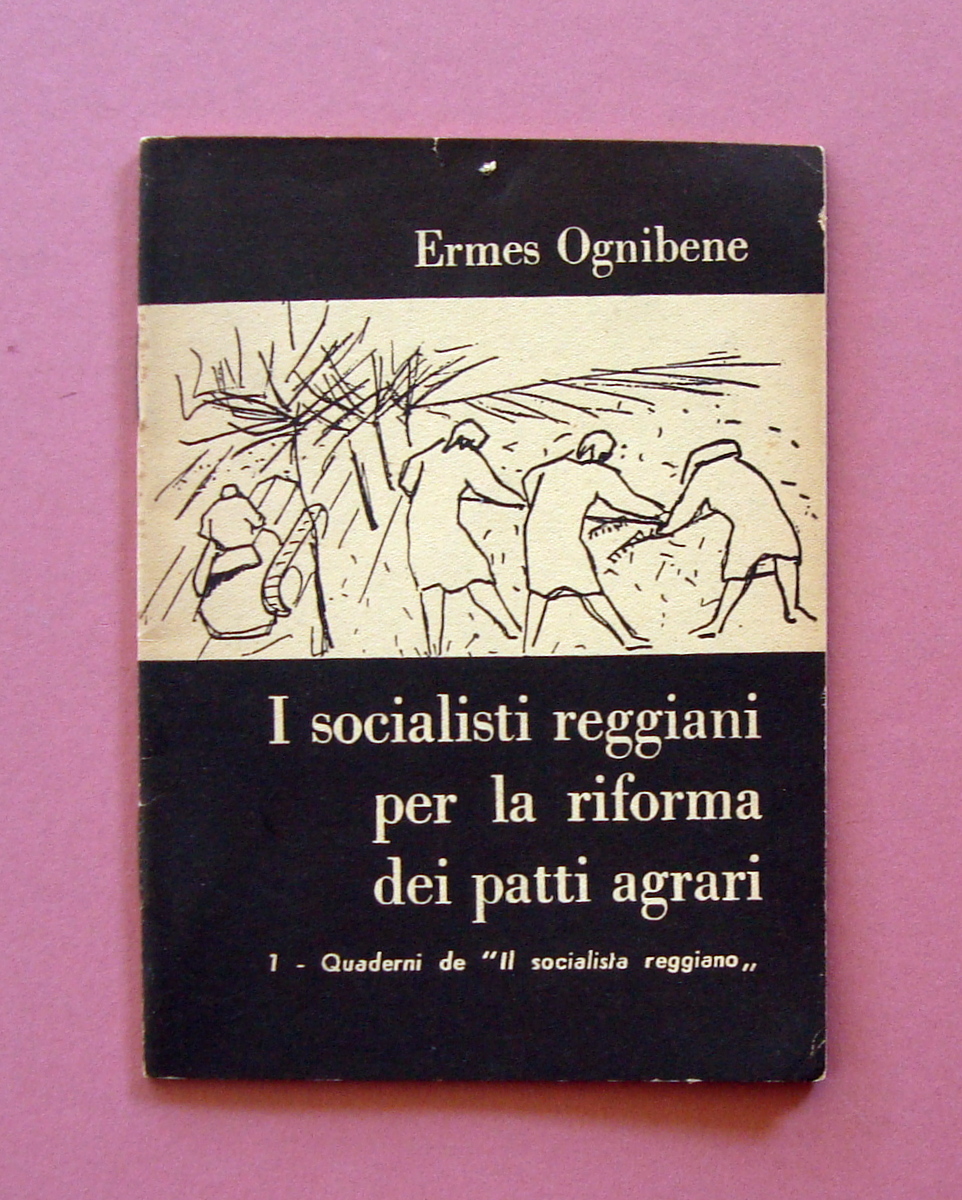 Ermes Ognibene
I socialisti reggiani
per la riforma
dei patti agrari
1 - Quaderni de "Il socialista reggiano„